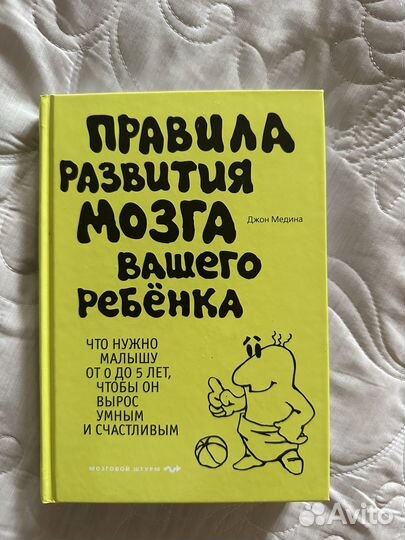 ПРАВИЛА
РАЗВИТИЯ
МОЗГА
Джон Медина
ВАШЕГО
РЕБЁНКА
ЧТО НУЖНО
МАЛЫШУ
ОТ 0 ДО 5 ЛЕТ,
ЧТОБЫ ОН
ВЫРОС
УМНЫМ
И СЧАСТЛИВЫМ
МОЗГОВОЙ ШТУРМ
Avito